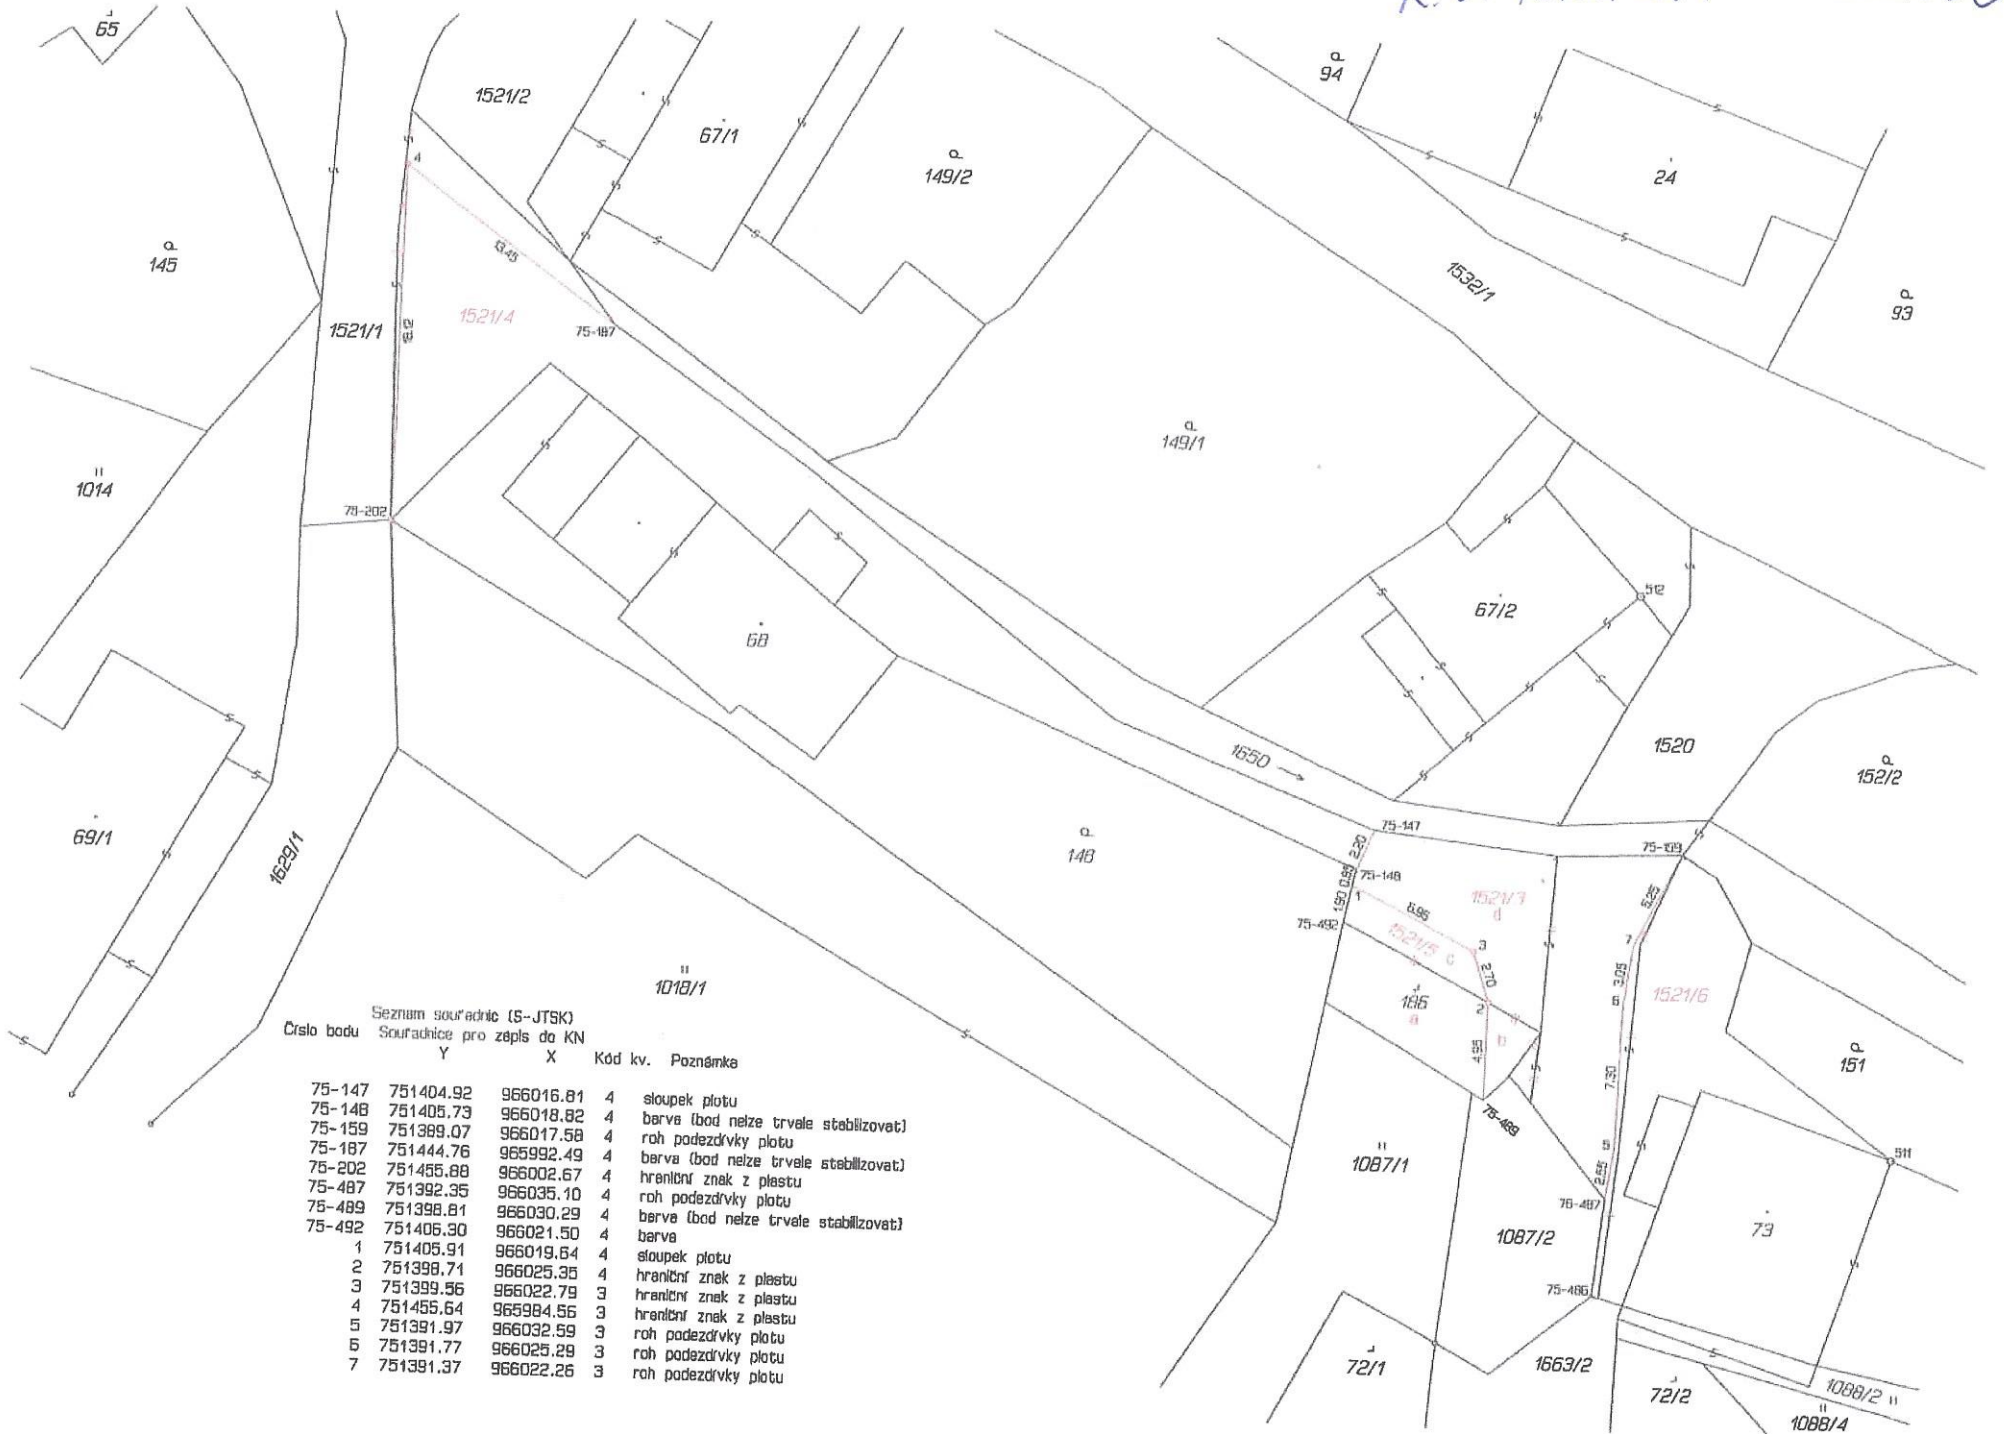 65
1521/2
67/1
149/2
94
24
93
145
1521/1
1521/4
4
13.45
18.12
75-187
1532/1
149/1
1014
75-202
68
67/2
512
1520
152/2
1650
69/1
1629/1
148
75-147
75-159
2.20
0.85
1.90
75-148
1
75-492
6.95
1521/7
d
3
1521/5
c
2.70
5.25
7
3.05
6
1521/6
186
a
2
b
4.95
7.30
151
1018/1
75-489
5
2.55
511
1087/1
75-487
1087/2
73
75-486
72/1
1663/2
72/2
1088/2
1088/4
Seznam souřadnic (S-JTSK)
Číslo bodu Souřadnice pro zápis do KN
Y X Kód kv. Poznámka
75-147 751404.92 966016.81 4 sloupek plotu
75-148 751405.73 966018.82 4 barva (bod nelze trvale stabilizovat)
75-159 751389.07 966017.58 4 roh podezdívky plotu
75-187 751444.76 965992.49 4 barva (bod nelze trvale stabilizovat)
75-202 751455.88 966002.67 4 hraniční znak z plastu
75-487 751392.35 966035.10 4 roh podezdívky plotu
75-489 751398.81 966030.29 4 barva (bod nelze trvale stabilizovat)
75-492 751406.30 966021.50 4 barva
1 751405.91 966019.64 4 sloupek plotu
2 751398.71 966025.35 4 hraniční znak z plastu
3 751399.56 966022.79 3 hraniční znak z plastu
4 751455.64 965984.56 3 hraniční znak z plastu
5 751391.97 966032.59 3 roh podezdívky plotu
6 751391.77 966025.29 3 roh podezdívky plotu
7 751391.37 966022.26 3 roh podezdívky plotu